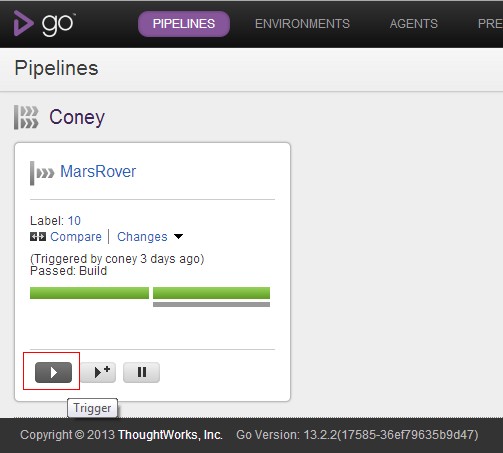 go™
PIPELINES ENVIRONMENTS AGENTS PRE
Pipelines
Coney
MarsRover
Label: 10
Compare | Changes
(Triggered by coney 3 days ago)
Passed: Build
Trigger
Copyright © 2013 ThoughtWorks, Inc. Go Version: 13.2.2(17585-36ef79635b9d47)